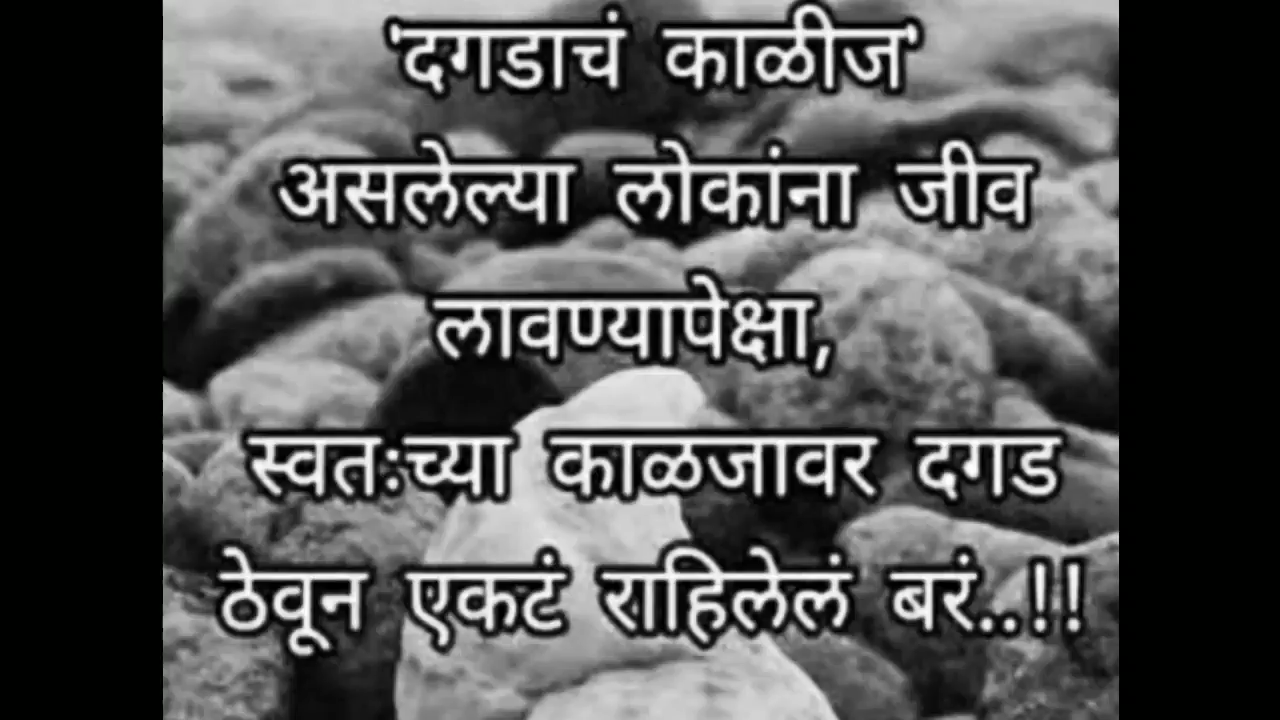 'दगडाचं काळीज'
असलेल्या लोकांना जीव
लावण्यापेक्षा,
स्वतःच्या काळजावर दगड
ठेवून एकटं राहिलेलं बरं..!!